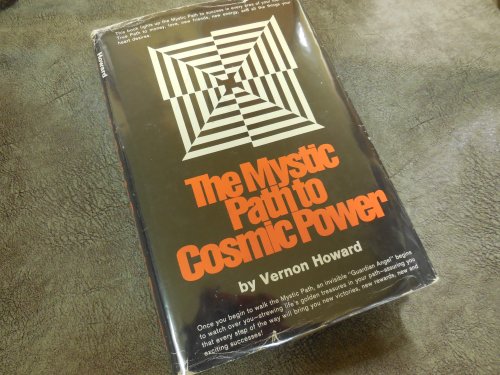 This book lights up the Mystic Path to success in every area of your life
True Path to money, love, new friends, new energy, and all the things your
heart desires.
Howard
The Mystic
Path to
Cosmic Power
by Vernon Howard
Once you begin to walk the Mystic Path, an invisible "Guardian Angel" begins
to watch over you—strewing life's golden treasures in your path—assuring you
that every step of the way will bring you new victories, new rewards, new and
exciting successes!